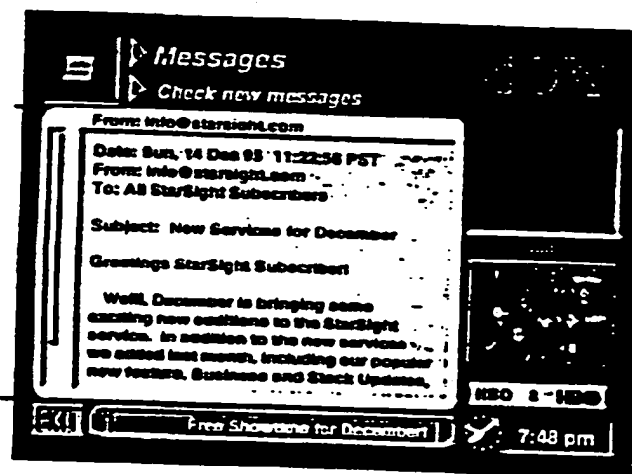 Messages
Check new messages
From: info@starsight.com
Date: Sun, 14 Dec 95 11:22:56 PST
From: info@starsight.com
To: All StarSight Subscribers
Subject: New Services for December
Greetings StarSight Subscriber!
Welll, December is bringing some
exciting new additions to the StarSight
service. In addition to the new services
we added last month, including our popular
new feature, Business and Stock Updates,
HBO
EXIT
Free Showtime for December!
7:48 pm